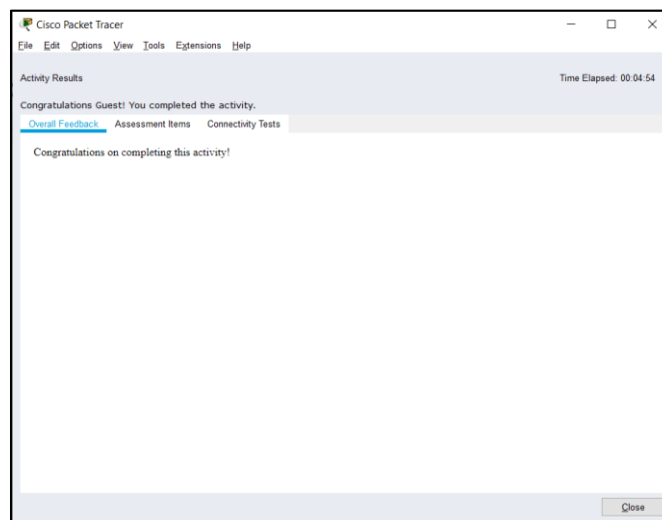 Cisco Packet Tracer
File Edit Options View Tools Extensions Help
Activity Results Time Elapsed: 00:04:54
Congratulations Guest! You completed the activity.
Overall Feedback Assessment Items Connectivity Tests
Congratulations on completing this activity!
Close